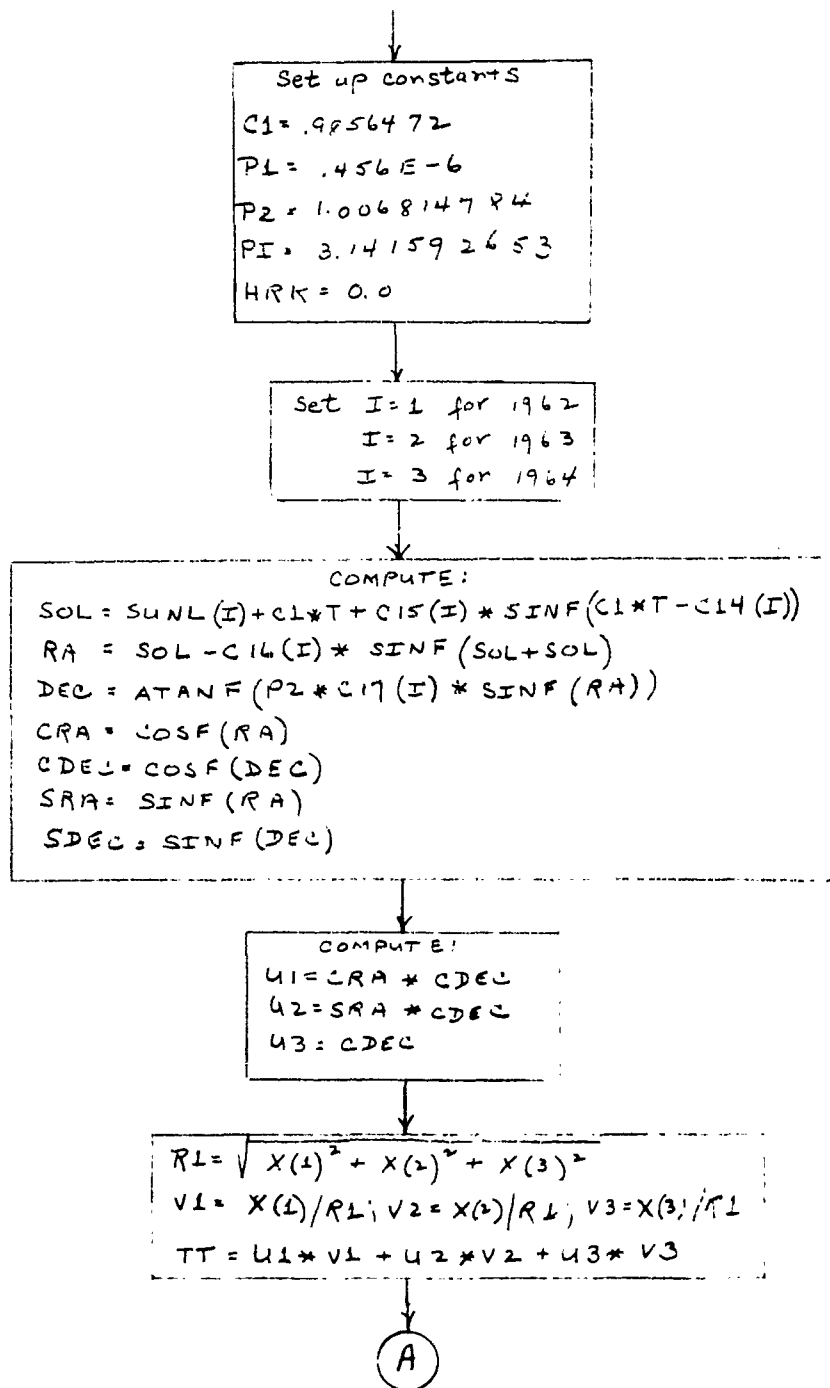 Set up constants
C1= .9856472
P1= .456E-6
P2= 1.006814784
PI= 3.1415926653
HRK= 0.0
Set I=1 for 1962
I=2 for 1963
I=3 for 1964
COMPUTE:
SOL = SUNL(I)+C1*T+C15(I)*SINF(C1*T-C14(I))
RA = SOL-C16(I)* SINF(SOL+SOL)
DEC = ATANF(P2*C17(I)*SINF(RA))
CRA= COSF(RA)
CDEC=COSF(DEC)
SRA= SINF(RA)
SDEC= SINF(DEC)
COMPUTE:
U1=CRA * CDEC
U2=SRA * CDEC
U3= CDEC
R1=√X(1)²+X(2)²+X(3)²
V1= X(1)/R1; V2=X(2)/R1; V3=X(3)/R1
TT = U1*V1+U2*V2+U3*V3
A